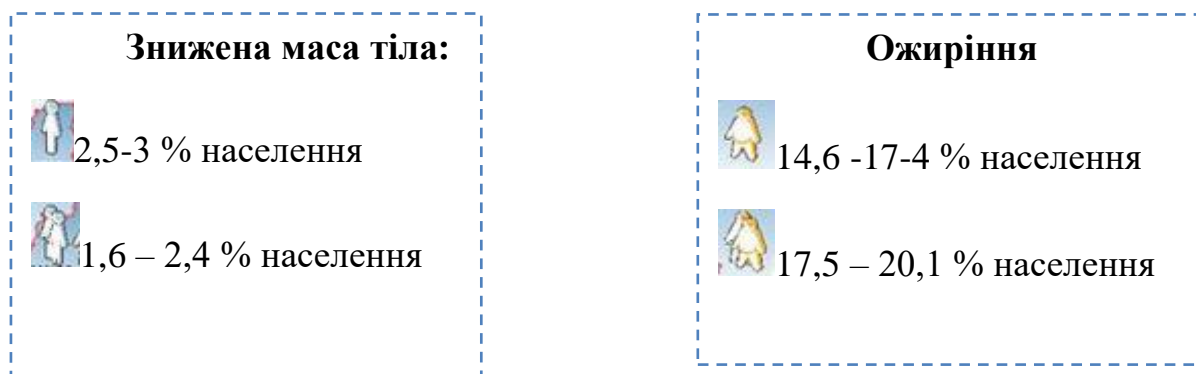 Знижена маса тіла:
2,5-3 % населення
1,6 – 2,4 % населення
Ожиріння
14,6 -17-4 % населення
17,5 – 20,1 % населення